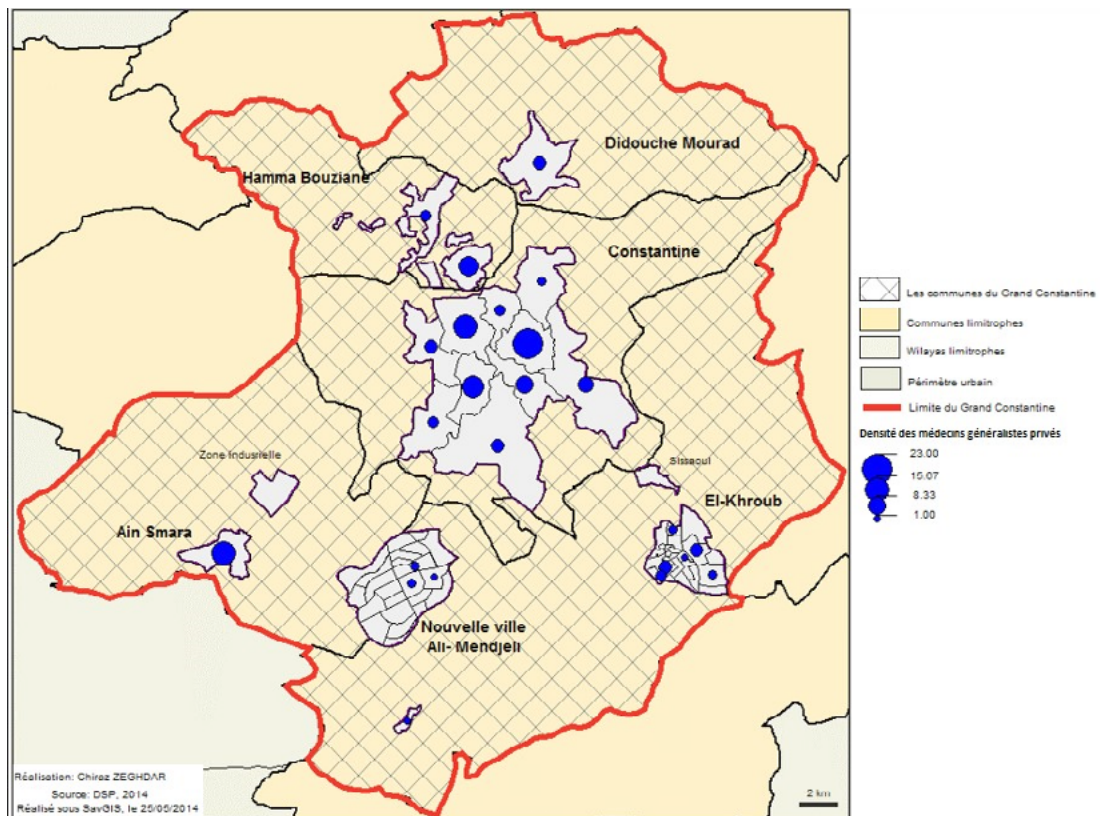 Didouche Mourad
Hamma Bouziane
Constantine
Zone Industrielle
Sissaoui
El-Khroub
Ain Smara
Nouvelle ville
Ali- Mendjeli
Réalisation: Chiraz ZEGHDAR
Source: DSP, 2014
Réalisé sous SavGIS, le 25/05/2014
2 km
Les communes du Grand Constantine
Communes limitrophes
Wilayas limitrophes
Périmètre urbain
Limite du Grand Constantine
Densité des médecins généralistes privés
23.00
15.07
8.33
1.00